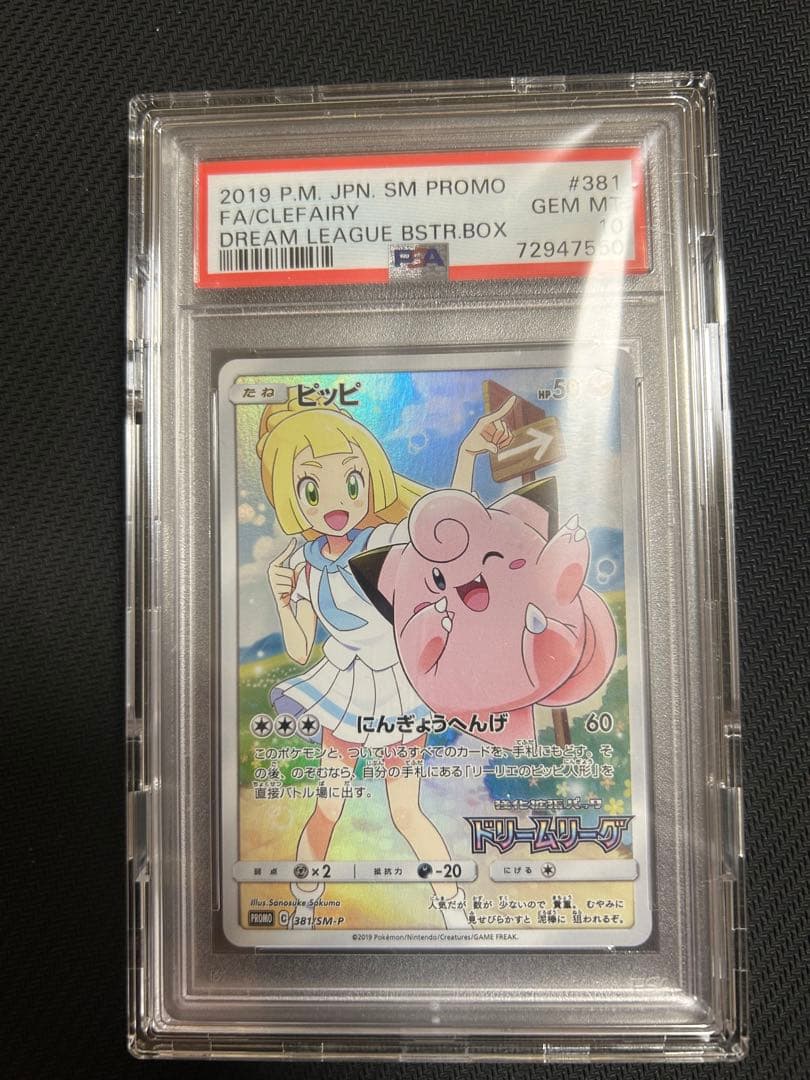 2019 P.M. JPN. SM PROMO #381
FA/CLEFAIRY GEM MT
DREAM LEAGUE BSTR.BOX 10
PSA 72947550
たね ピッピ HP50
にんぎょうへんげ 60
このポケモンと、ついているすべてのカードを、手札にもどす。そ
の後、のぞむなら、自分の手札にある「リーリエのピッピ人形」を
直接バトル場に出す。
強化拡張パック
ドリームリーグ
弱点 ×2 抵抗力 -20 にげる
Illus.Sanosuke Sakuma
PROMO C 381/SM-P
人気だが 数が 少ないので 貴重。 むやみに
見せびらかすと 泥棒に 狙われるぞ。
©2019 Pokémon/Nintendo/Creatures/GAME FREAK.